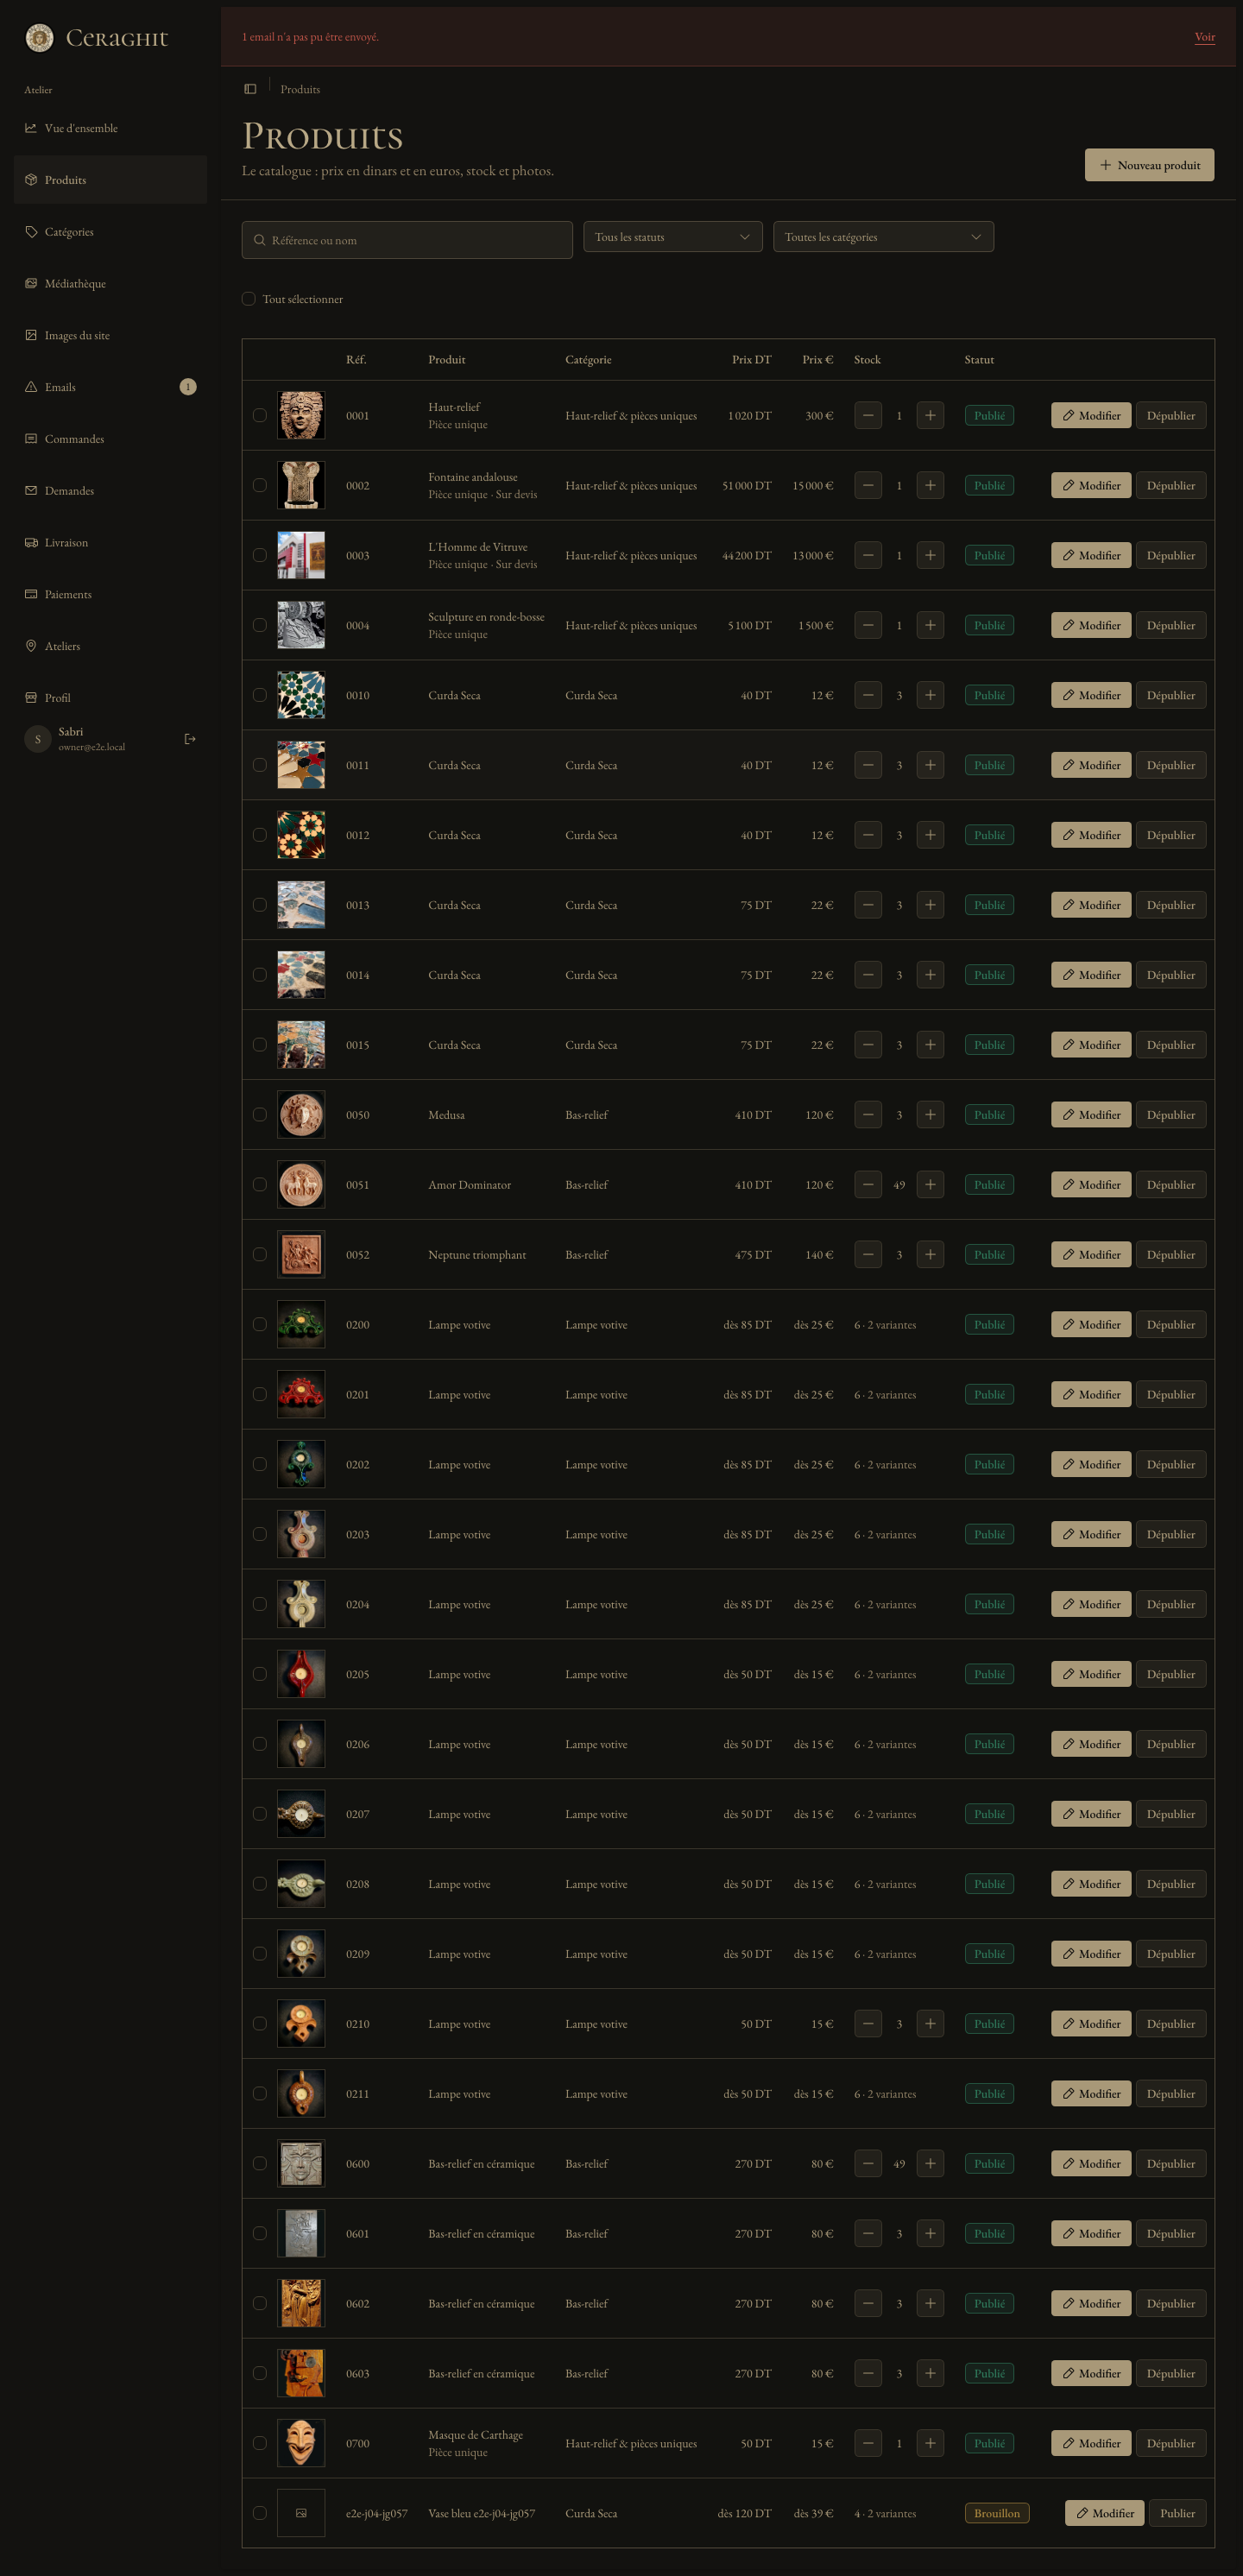 Ceraghit
1 email n'a pas pu être envoyé.
Voir
Atelier
Vue d'ensemble
Produits
Catégories
Médiathèque
Images du site
Emails
1
Commandes
Demandes
Livraison
Paiements
Ateliers
Profil
S
Sabri
owner@e2e.local
Produits
Produits
Le catalogue : prix en dinars et en euros, stock et photos.
Nouveau produit
Référence ou nom
Tous les statuts
Toutes les catégories
Tout sélectionner
Réf. Produit Catégorie Prix DT Prix € Stock Statut
0001 Haut-relief Haut-relief & pièces uniques 1 020 DT 300 € 1 Publié Modifier Dépublier
Pièce unique
0002 Fontaine andalouse Haut-relief & pièces uniques 51 000 DT 15 000 € 1 Publié Modifier Dépublier
Pièce unique · Sur devis
0003 L'Homme de Vitruve Haut-relief & pièces uniques 44 200 DT 13 000 € 1 Publié Modifier Dépublier
Pièce unique · Sur devis
0004 Sculpture en ronde-bosse Haut-relief & pièces uniques 5 100 DT 1 500 € 1 Publié Modifier Dépublier
Pièce unique
0010 Curda Seca Curda Seca 40 DT 12 € 3 Publié Modifier Dépublier
0011 Curda Seca Curda Seca 40 DT 12 € 3 Publié Modifier Dépublier
0012 Curda Seca Curda Seca 40 DT 12 € 3 Publié Modifier Dépublier
0013 Curda Seca Curda Seca 75 DT 22 € 3 Publié Modifier Dépublier
0014 Curda Seca Curda Seca 75 DT 22 € 3 Publié Modifier Dépublier
0015 Curda Seca Curda Seca 75 DT 22 € 3 Publié Modifier Dépublier
0050 Medusa Bas-relief 410 DT 120 € 3 Publié Modifier Dépublier
0051 Amor Dominator Bas-relief 410 DT 120 € 49 Publié Modifier Dépublier
0052 Neptune triomphant Bas-relief 475 DT 140 € 3 Publié Modifier Dépublier
0200 Lampe votive Lampe votive dès 85 DT dès 25 € 6 · 2 variantes Publié Modifier Dépublier
0201 Lampe votive Lampe votive dès 85 DT dès 25 € 6 · 2 variantes Publié Modifier Dépublier
0202 Lampe votive Lampe votive dès 85 DT dès 25 € 6 · 2 variantes Publié Modifier Dépublier
0203 Lampe votive Lampe votive dès 85 DT dès 25 € 6 · 2 variantes Publié Modifier Dépublier
0204 Lampe votive Lampe votive dès 85 DT dès 25 € 6 · 2 variantes Publié Modifier Dépublier
0205 Lampe votive Lampe votive dès 50 DT dès 15 € 6 · 2 variantes Publié Modifier Dépublier
0206 Lampe votive Lampe votive dès 50 DT dès 15 € 6 · 2 variantes Publié Modifier Dépublier
0207 Lampe votive Lampe votive dès 50 DT dès 15 € 6 · 2 variantes Publié Modifier Dépublier
0208 Lampe votive Lampe votive dès 50 DT dès 15 € 6 · 2 variantes Publié Modifier Dépublier
0209 Lampe votive Lampe votive dès 50 DT dès 15 € 6 · 2 variantes Publié Modifier Dépublier
0210 Lampe votive Lampe votive 50 DT 15 € 3 Publié Modifier Dépublier
0211 Lampe votive Lampe votive dès 50 DT dès 15 € 6 · 2 variantes Publié Modifier Dépublier
0600 Bas-relief en céramique Bas-relief 270 DT 80 € 49 Publié Modifier Dépublier
0601 Bas-relief en céramique Bas-relief 270 DT 80 € 3 Publié Modifier Dépublier
0602 Bas-relief en céramique Bas-relief 270 DT 80 € 3 Publié Modifier Dépublier
0603 Bas-relief en céramique Bas-relief 270 DT 80 € 3 Publié Modifier Dépublier
0700 Masque de Carthage Haut-relief & pièces uniques 50 DT 15 € 1 Publié Modifier Dépublier
Pièce unique
e2e-j04-jg057 Vase bleu e2e-j04-jg057 Curda Seca dès 120 DT dès 39 € 4 · 2 variantes Brouillon Modifier Publier